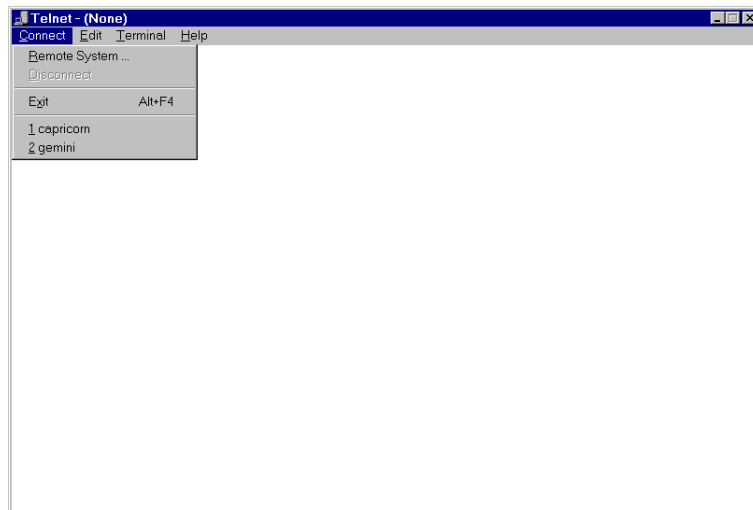 Telnet - (None)
Connect Edit Terminal Help
Remote System ...
Disconnect
Exit Alt+F4
1 capricorn
2 gemini